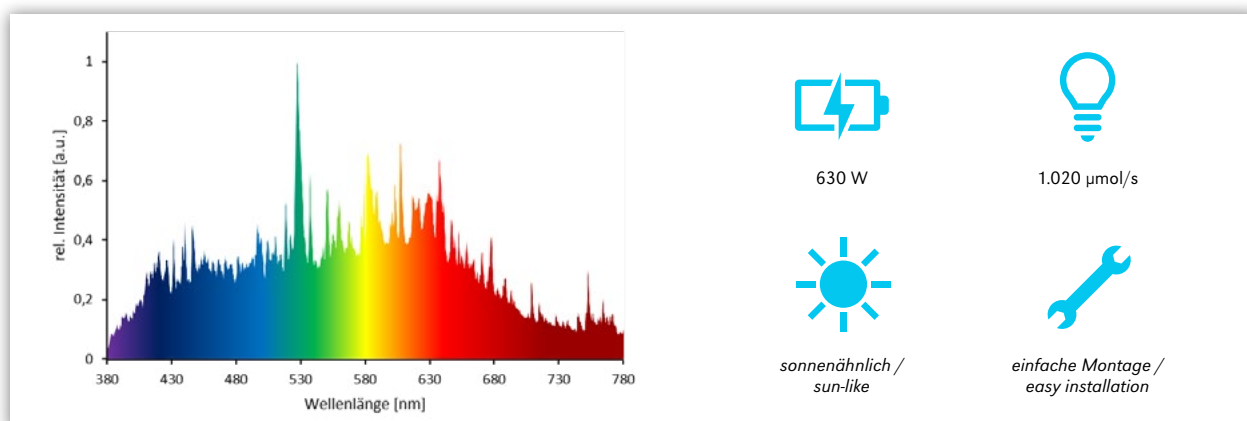 rel. Intensität [a.u.]
1
0,8
0,6
0,4
0,2
0
380 430 480 530 580 630 680 730 780
Wellenlänge [nm]
630 W
1.020 µmol/s
sonnenähnlich /
sun-like
einfache Montage /
easy installation